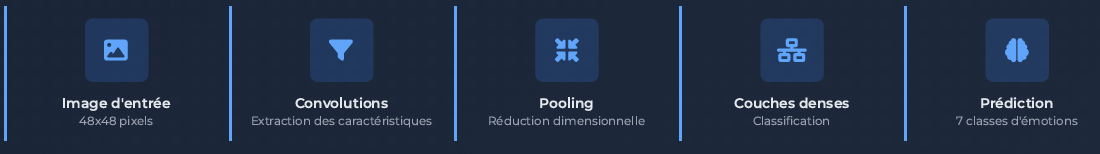 Image d'entrée
48x48 pixels
Convolutions
Extraction des caractéristiques
Pooling
Réduction dimensionnelle
Couches denses
Classification
Prédiction
7 classes d'émotions